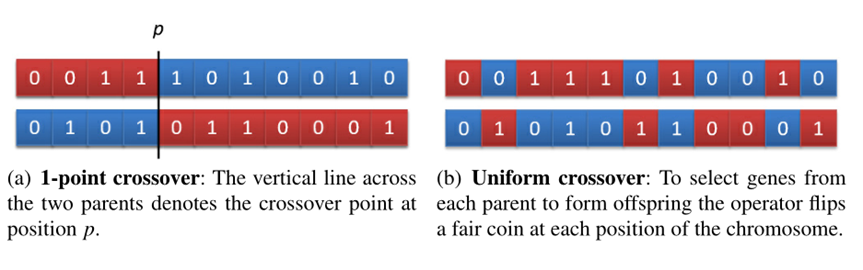 p
0 0 1 1 1 0 1 0 0 1 0
0 1 0 1 0 1 1 0 0 0 1
(a) 1-point crossover: The vertical line across
the two parents denotes the crossover point at
position p.
0 0 1 1 1 0 1 0 0 1 0
0 1 0 1 0 1 1 0 0 0 1
(b) Uniform crossover: To select genes from
each parent to form offspring the operator flips
a fair coin at each position of the chromosome.